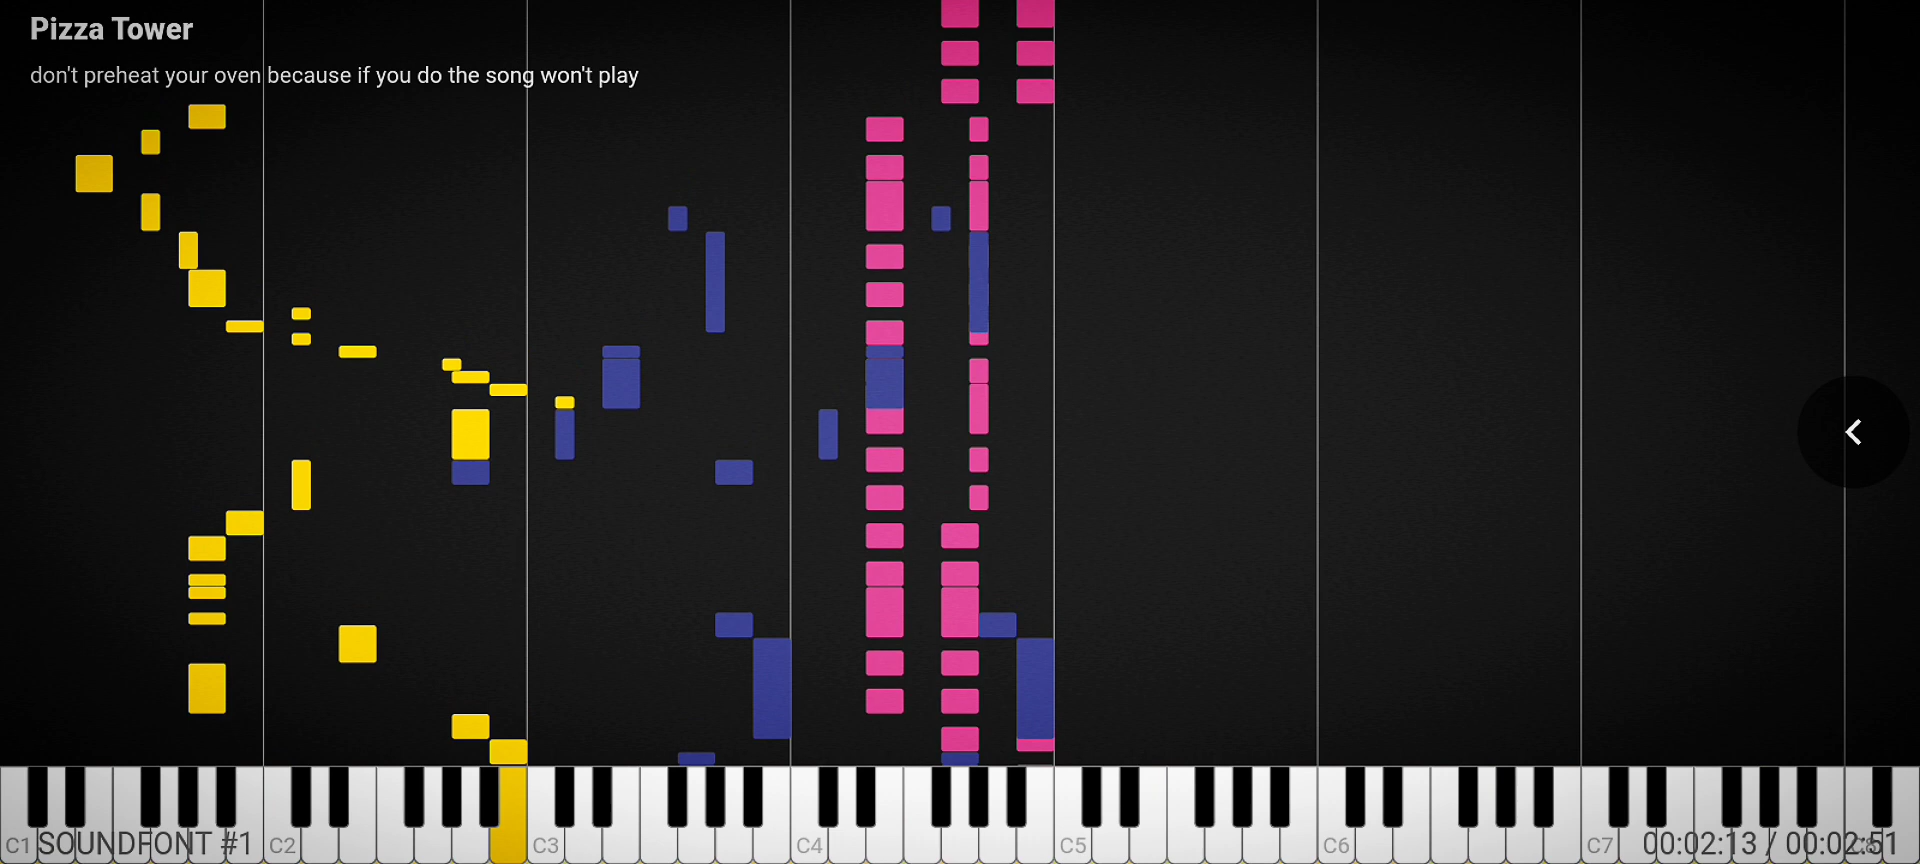 Pizza Tower
don't preheat your oven because if you do the song won't play
C1 SOUNDFONT #1 C2 C3 C4 C5 C6 C7 00:02:13 / 00:02:51 C8